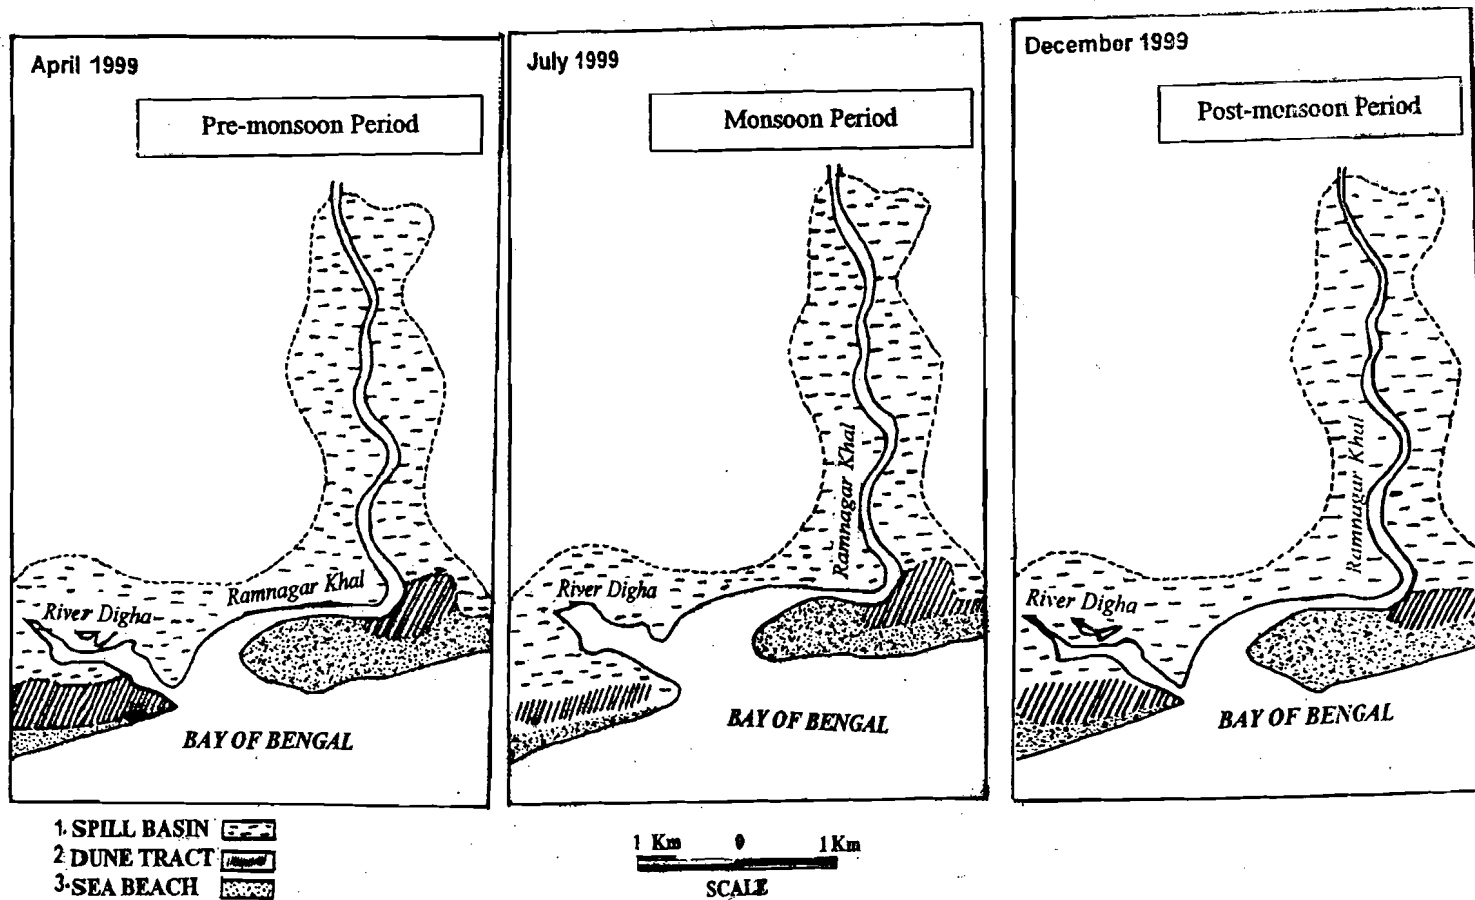 April 1999
Pre-monsoon Period
Ramnagar Khal
River Digha
BAY OF BENGAL
July 1999
Monsoon Period
Ramnagar Khal
River Digha
BAY OF BENGAL
December 1999
Post-monsoon Period
Ramnagar Khal
River Digha
BAY OF BENGAL
1. SPILL BASIN
2 DUNE TRACT
3. SEA BEACH
1 Km 0 1 Km
SCALE